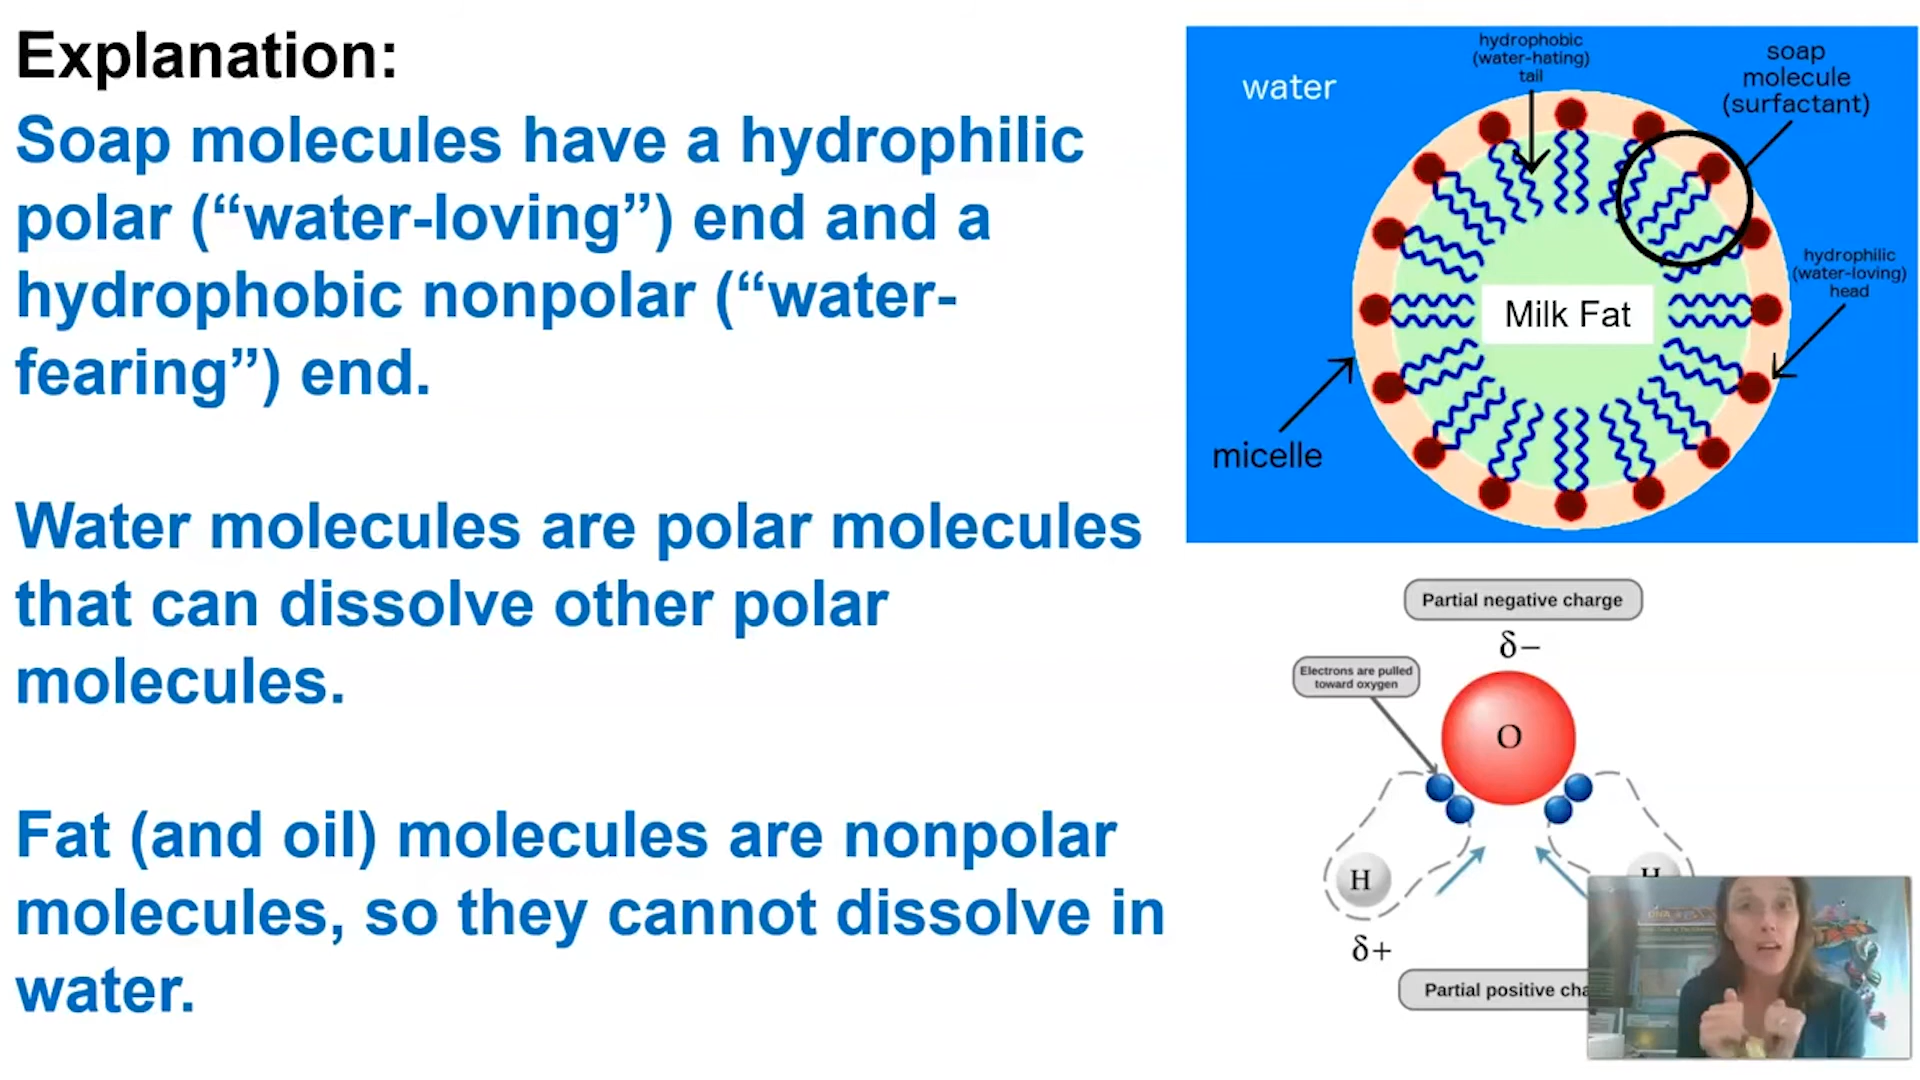 Explanation:
Soap molecules have a hydrophilic
polar (“water-loving”) end and a
hydrophobic nonpolar (“water-
fearing”) end.
Water molecules are polar molecules
that can dissolve other polar
molecules.
Fat (and oil) molecules are nonpolar
molecules, so they cannot dissolve in
water.
water
hydrophobic
(water-hating)
tail
soap
molecule
(surfactant)
hydrophilic
(water-loving)
head
Milk Fat
micelle
Partial negative charge
δ−
Electrons are pulled
toward oxygen
O
H
H
δ+
Partial positive cha